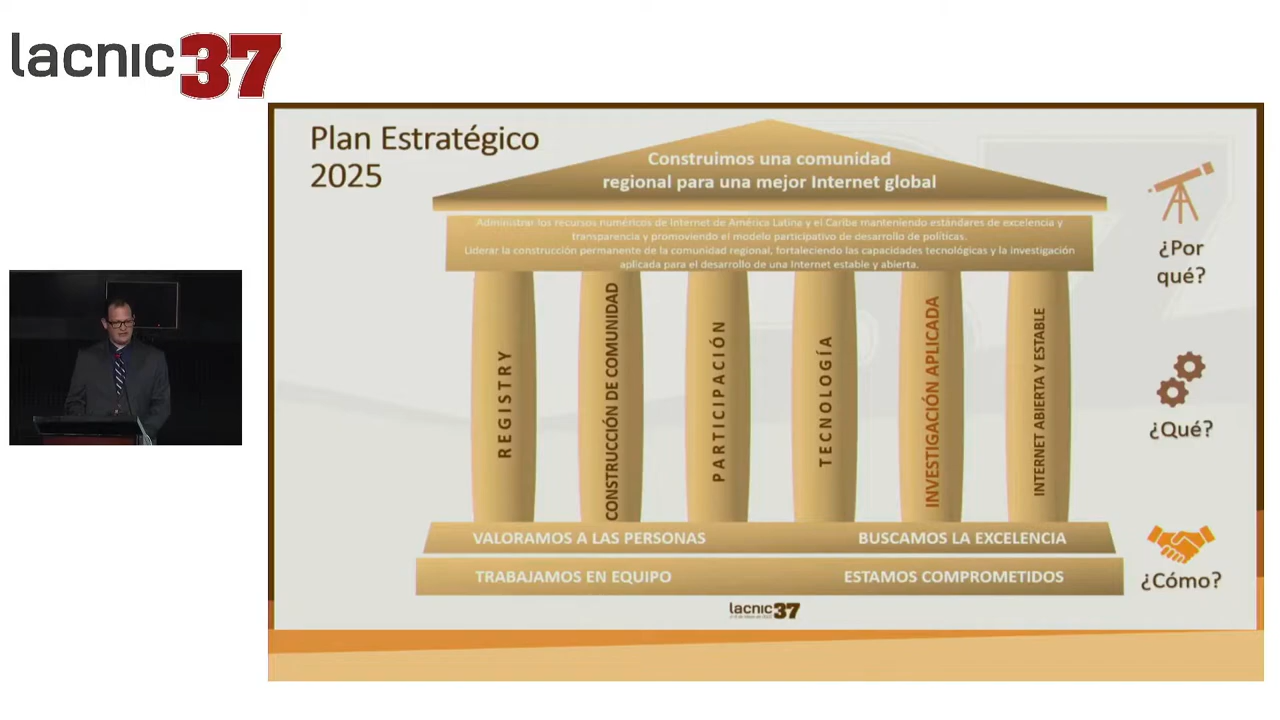 lacnic37
Plan Estratégico
2025
Construimos una comunidad
regional para una mejor Internet global
Administrar los recursos numéricos de Internet de América Latina y el Caribe manteniendo estándares de excelencia y
transparencia y promoviendo el modelo participativo de desarrollo de políticas.
Liderar la construcción permanente de la comunidad regional, fortaleciendo las capacidades tecnológicas y la investigación
aplicada para el desarrollo de una Internet estable y abierta.
REGISTRY
CONSTRUCCIÓN DE COMUNIDAD
PARTICIPACIÓN
TECNOLOGÍA
INVESTIGACIÓN APLICADA
INTERNET ABIERTA Y ESTABLE
VALORAMOS A LAS PERSONAS
BUSCAMOS LA EXCELENCIA
TRABAJAMOS EN EQUIPO
ESTAMOS COMPROMETIDOS
¿Por
qué?
¿Qué?
¿Cómo?
lacnic37